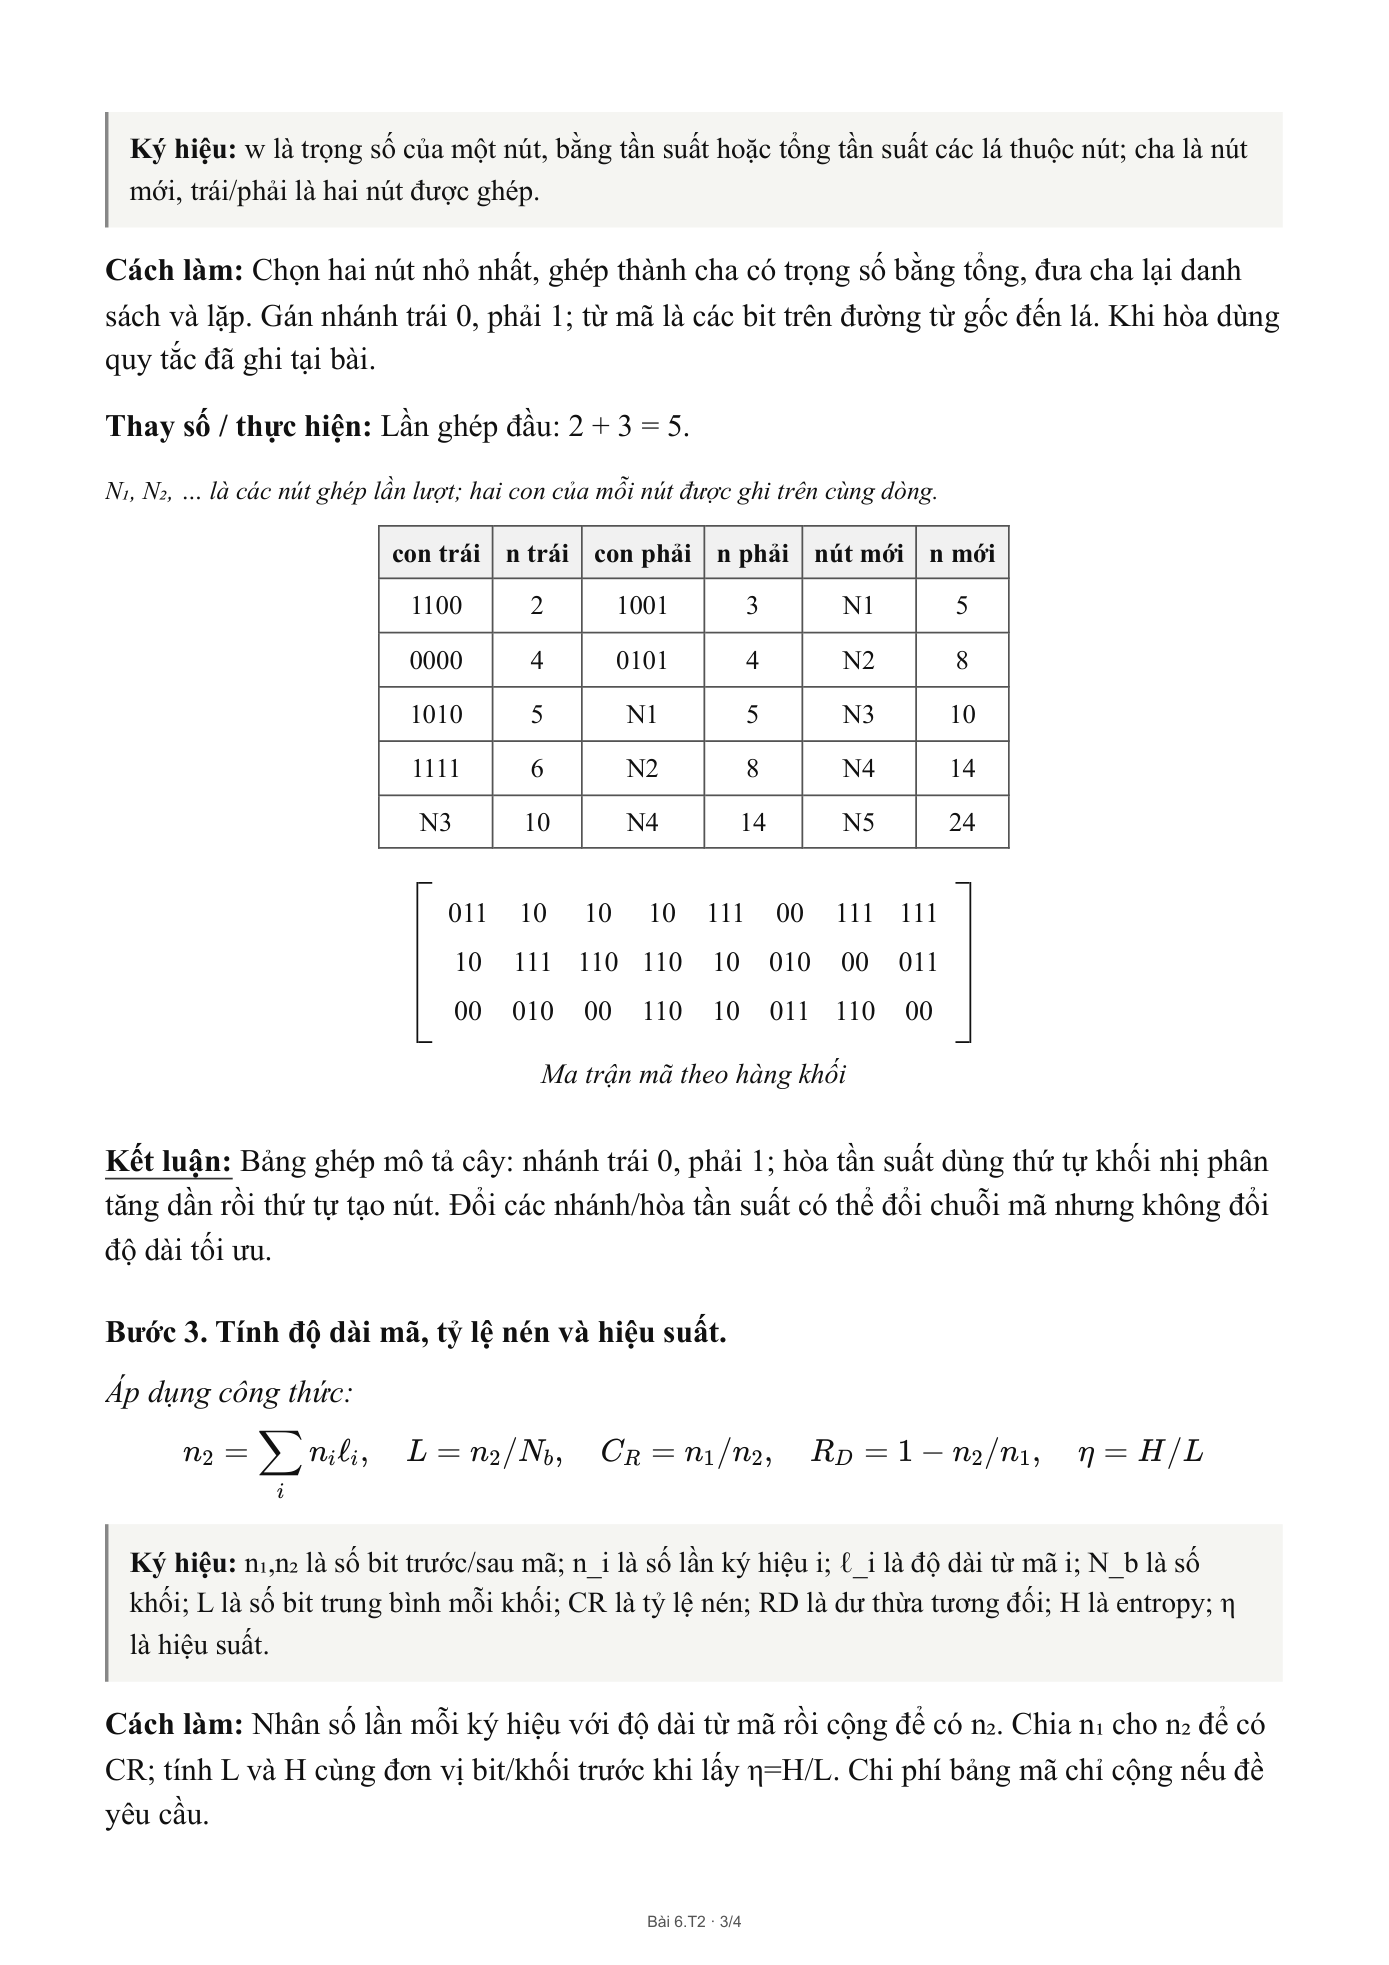 Ký hiệu: w là trọng số của một nút, bằng tần suất hoặc tổng tần suất các lá thuộc nút; cha là nút
mới, trái/phải là hai nút được ghép.
Cách làm: Chọn hai nút nhỏ nhất, ghép thành cha có trọng số bằng tổng, đưa cha lại danh
sách và lặp. Gán nhánh trái 0, phải 1; từ mã là các bit trên đường từ gốc đến lá. Khi hòa dùng
quy tắc đã ghi tại bài.
Thay số / thực hiện: Lần ghép đầu: 2 + 3 = 5.
N₁, N₂, ... là các nút ghép lần lượt; hai con của mỗi nút được ghi trên cùng dòng.
con trái n trái con phải n phải nút mới n mới
1100 2 1001 3 N1 5
0000 4 0101 4 N2 8
1010 5 N1 5 N3 10
1111 6 N2 8 N4 14
N3 10 N4 14 N5 24
011 10 10 10 111 00 111 111
10 111 110 110 10 010 00 011
00 010 00 110 10 011 110 00
Ma trận mã theo hàng khối
Kết luận: Bảng ghép mô tả cây: nhánh trái 0, phải 1; hòa tần suất dùng thứ tự khối nhị phân
tăng dần rồi thứ tự tạo nút. Đổi các nhánh/hòa tần suất có thể đổi chuỗi mã nhưng không đổi
độ dài tối ưu.
Bước 3. Tính độ dài mã, tỷ lệ nén và hiệu suất.
Áp dụng công thức:
n₂ = ∑_i n_i ℓ_i, L = n₂/N_b, C_R = n₁/n₂, R_D = 1 − n₂/n₁, η = H/L
Ký hiệu: n₁,n₂ là số bit trước/sau mã; n_i là số lần ký hiệu i; ℓ_i là độ dài từ mã i; N_b là số
khối; L là số bit trung bình mỗi khối; CR là tỷ lệ nén; RD là dư thừa tương đối; H là entropy; η
là hiệu suất.
Cách làm: Nhân số lần mỗi ký hiệu với độ dài từ mã rồi cộng để có n₂. Chia n₁ cho n₂ để có
CR; tính L và H cùng đơn vị bit/khối trước khi lấy η=H/L. Chi phí bảng mã chỉ cộng nếu đề
yêu cầu.
Bài 6.T2 · 3/4